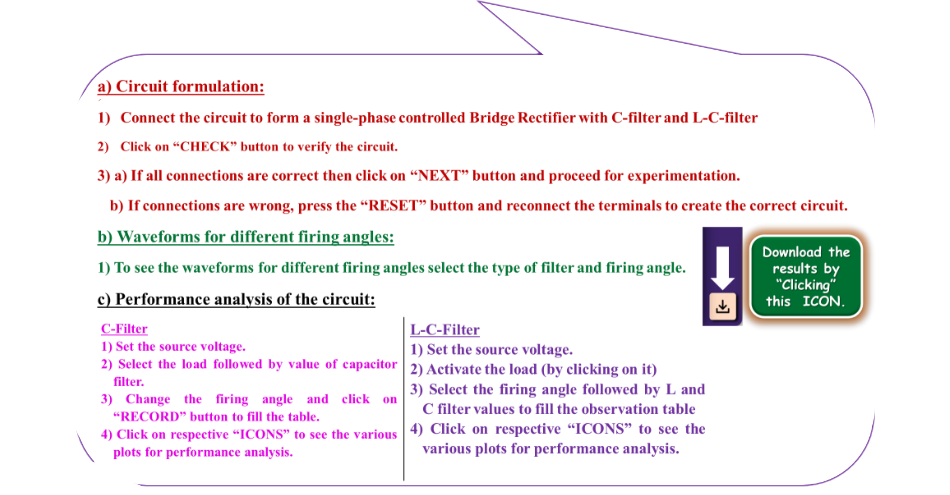 a) Circuit formulation:
1) Connect the circuit to form a single-phase controlled Bridge Rectifier with C-filter and L-C-filter
2) Click on “CHECK” button to verify the circuit.
3) a) If all connections are correct then click on “NEXT” button and proceed for experimentation.
b) If connections are wrong, press the “RESET” button and reconnect the terminals to create the correct circuit.
b) Waveforms for different firing angles:
1) To see the waveforms for different firing angles select the type of filter and firing angle.
Download the
results by
“Clicking”
this ICON.
c) Performance analysis of the circuit:
C-Filter
1) Set the source voltage.
2) Select the load followed by value of capacitor
filter.
3) Change the firing angle and click on
“RECORD” button to fill the table.
4) Click on respective “ICONS” to see the various
plots for performance analysis.
L-C-Filter
1) Set the source voltage.
2) Activate the load (by clicking on it)
3) Select the firing angle followed by L and
C filter values to fill the observation table
4) Click on respective “ICONS” to see the
various plots for performance analysis.